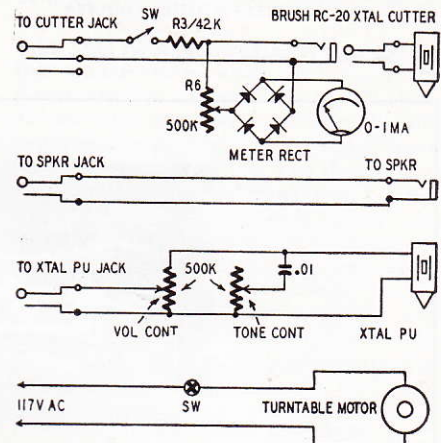 TO CUTTER JACK
SW
R3/42K
BRUSH RC-20 XTAL CUTTER
R6
500K
METER RECT
0-1MA
TO SPKR JACK
TO SPKR
TO XTAL PU JACK
500K
.01
VOL CONT
TONE CONT
XTAL PU
117V AC
SW
TURNTABLE MOTOR